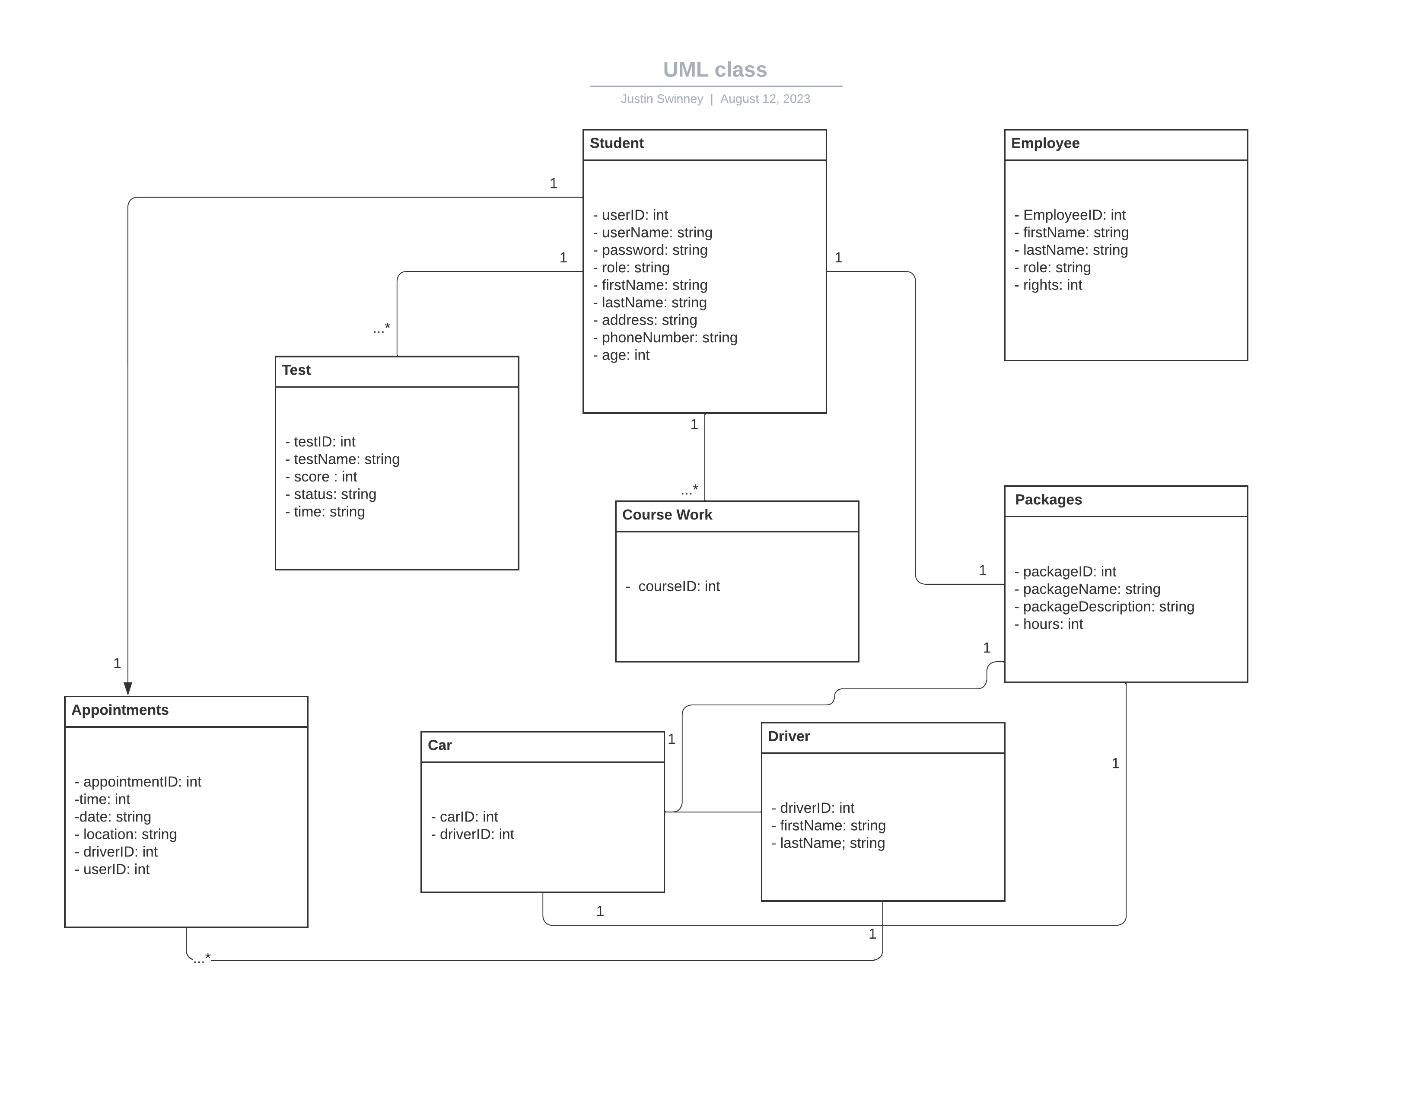 UML class
Justin Swinney | August 12, 2023
Student
- userID: int
- userName: string
- password: string
- role: string
- firstName: string
- lastName: string
- address: string
- phoneNumber: string
- age: int
Employee
- EmployeeID: int
- firstName: string
- lastName: string
- role: string
- rights: int
1
1
1
...*
Test
- testID: int
- testName: string
- score : int
- status: string
- time: string
1
...*
Course Work
- courseID: int
Packages
- packageID: int
- packageName: string
- packageDescription: string
- hours: int
1
1
1
Appointments
- appointmentID: int
-time: int
-date: string
- location: string
- driverID: int
- userID: int
Car
- carID: int
- driverID: int
1
Driver
- driverID: int
- firstName: string
- lastName; string
1
1
1
...*